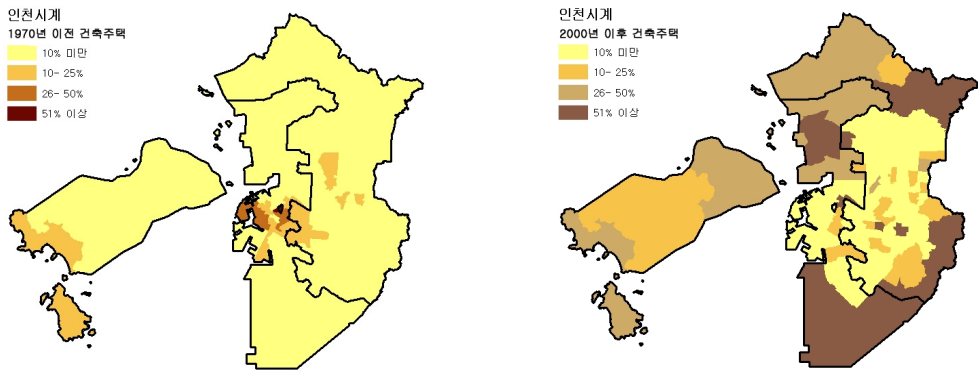 인천시계
1970년 이전 건축주택
10% 미만
10- 25%
26- 50%
51% 이상
인천시계
2000년 이후 건축주택
10% 미만
10- 25%
26- 50%
51% 이상